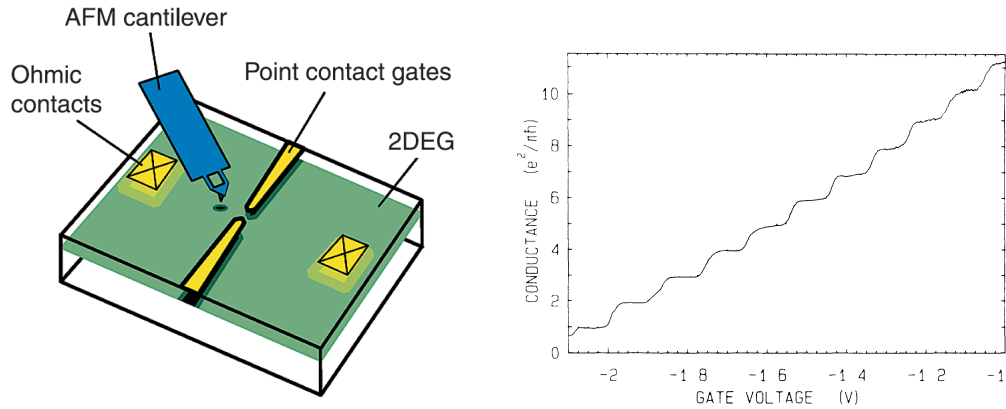 AFM cantilever
Ohmic
contacts
Point contact gates
2DEG
CONDUCTANCE (e²/πħ)
10
8
6
4
2
0
-2 -1 8 -1 6 -1 4 -1 2 -1
GATE VOLTAGE (V)